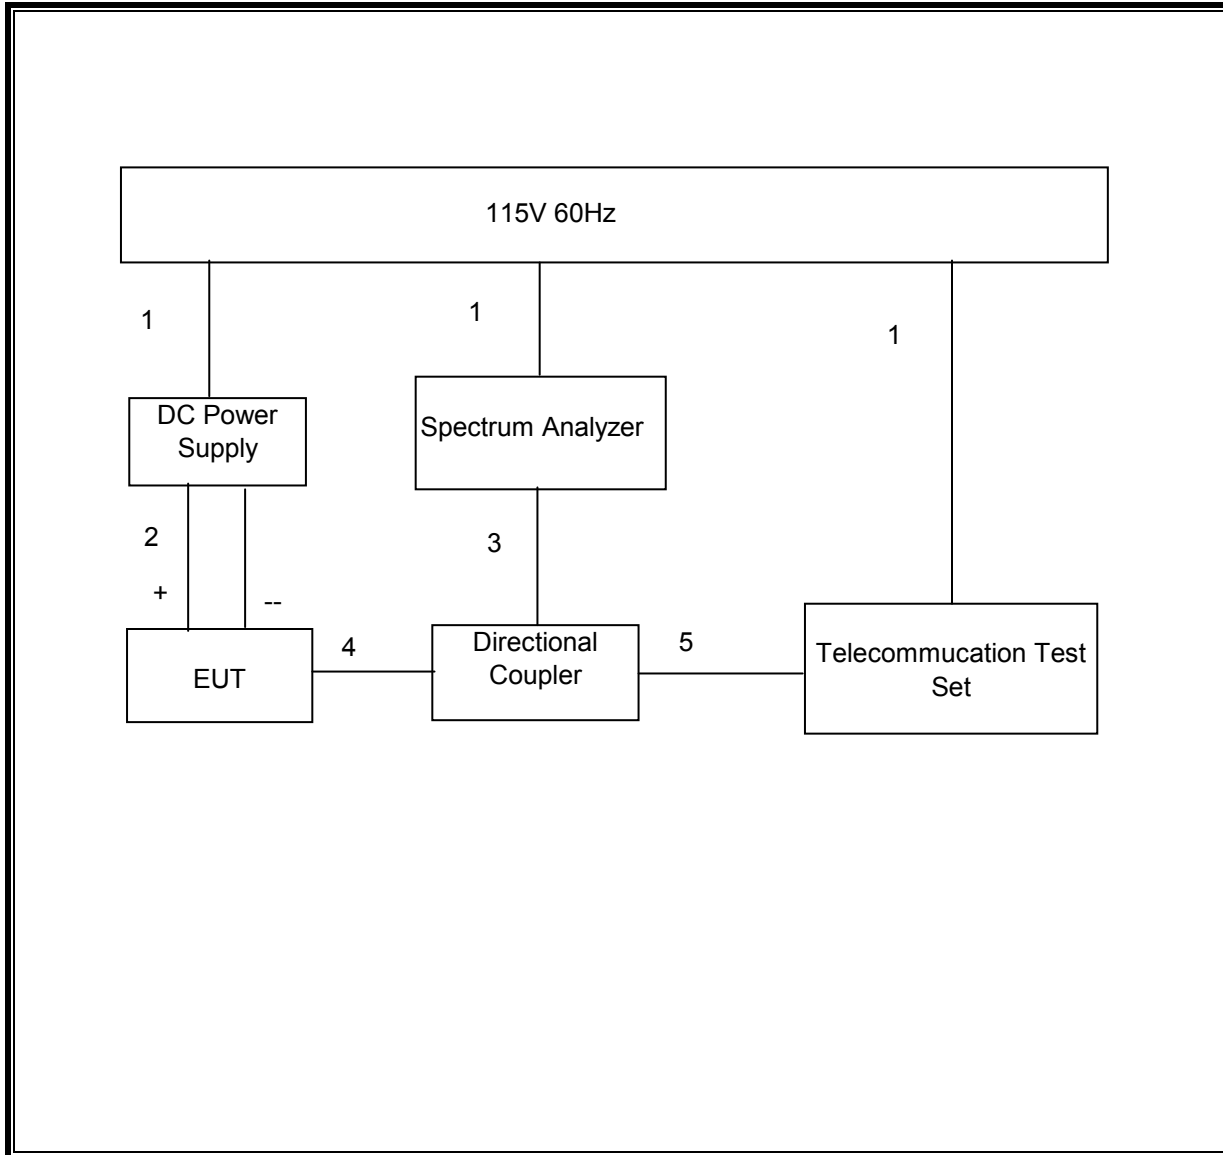 115V 60Hz
1
1
1
DC Power
Supply
Spectrum Analyzer
2
3
+
--
EUT
4
Directional
Coupler
5
Telecommucation Test
Set